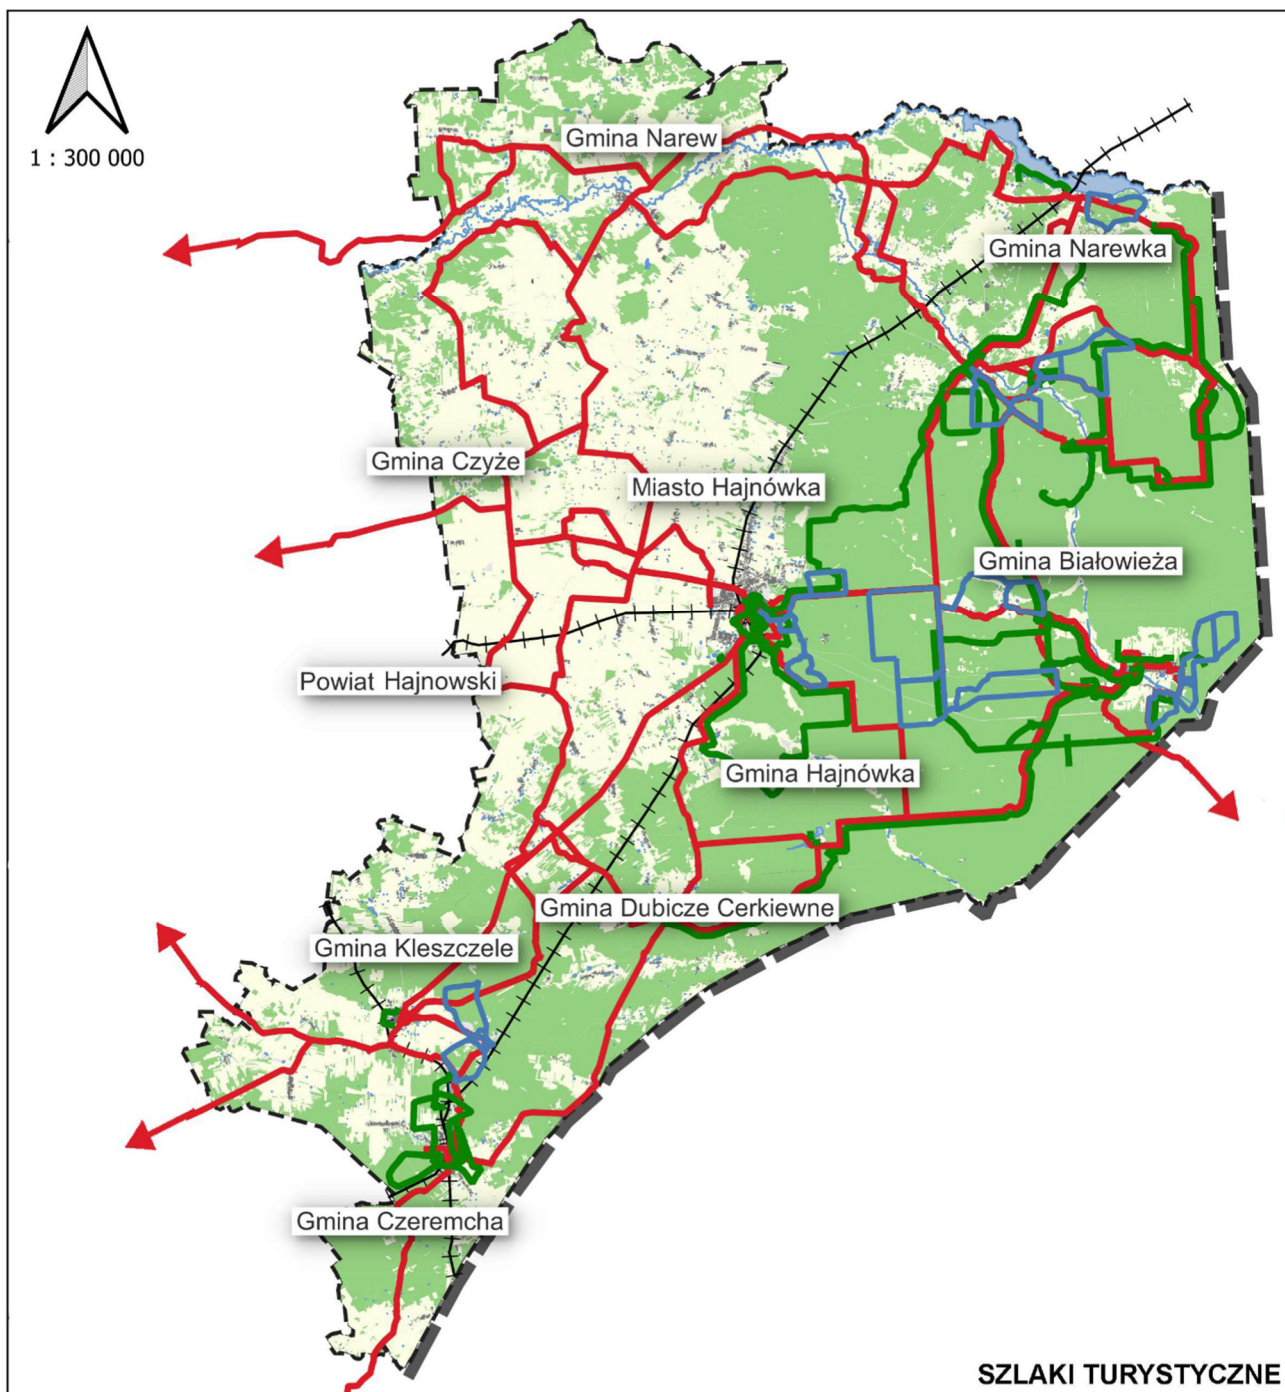 1 : 300 000
Gmina Narew
Gmina Narewka
Gmina Czyże
Miasto Hajnówka
Gmina Białowieża
Powiat Hajnowski
Gmina Hajnówka
Gmina Dubicze Cerkiewne
Gmina Kleszczele
Gmina Czeremcha
SZLAKI TURYSTYCZNE